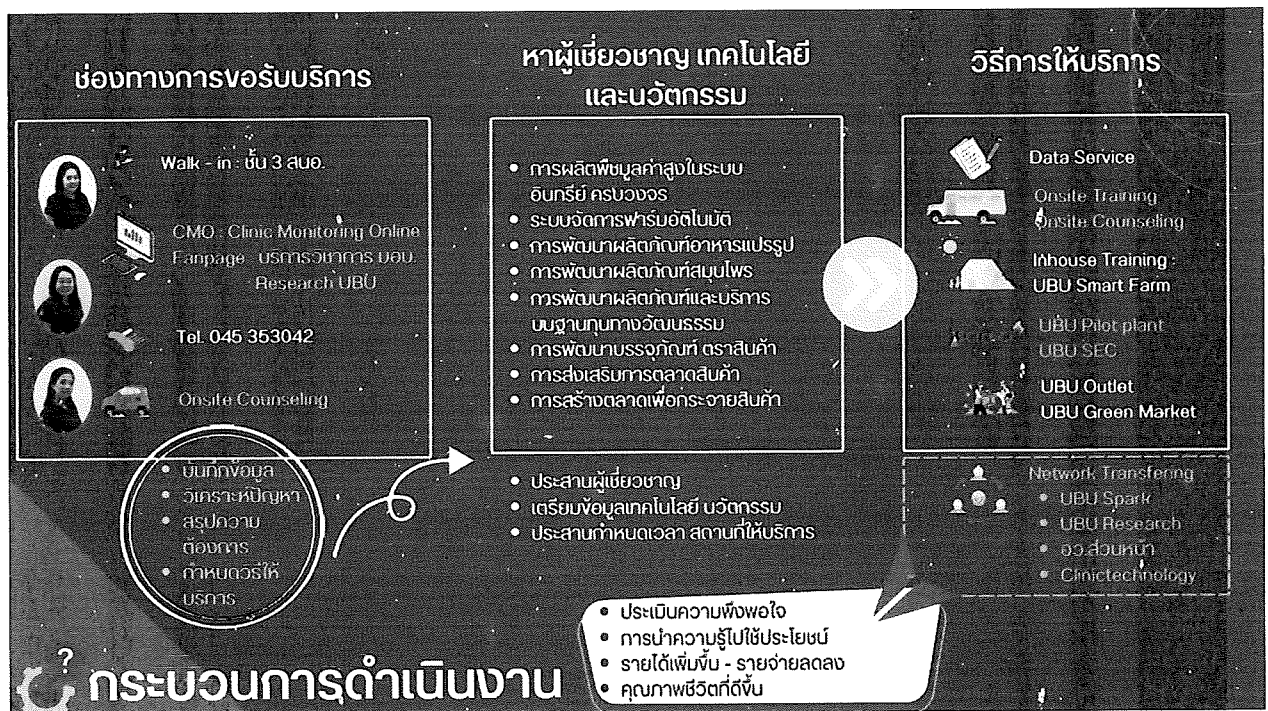 ช่องทางการขอรับบริการ
Walk - in : ชั้น 3 สบอ.
CMO : Clinic Monitoring Online
Fanpage : บริการวิชาการ มอบ.
Research UBU
Tel. 045 353042
Onsite Counseling
บันทึกข้อมูล
วิเคราะห์ปัญหา
สรุปความ
ต้องการ
กำหนดวิธีให้
บริการ
หาผู้เชี่ยวชาญ เทคโนโลยี
และนวัตกรรม
การผลิตพืชมูลค่าสูงในระบบ
อินทรีย์ ครบวงจร
ระบบจัดการฟาร์มอัตโนมัติ
การพัฒนาผลิตภัณฑ์อาหารแปรรูป
การพัฒนาผลิตภัณฑ์สมุนไพร
การพัฒนาผลิตภัณฑ์และบริการ
บนฐานทุนทางวัฒนธรรม
การพัฒนาบรรจุภัณฑ์ ตราสินค้า
การส่งเสริมการตลาดสินค้า
การสร้างตลาดเพื่อกระจายสินค้า
ประสานผู้เชี่ยวชาญ
เตรียมข้อมูลเทคโนโลยี นวัตกรรม
ประสานกำหนดเวลา สถานที่ให้บริการ
วิธีการให้บริการ
Data Service
Onsite Training
Onsite Counseling
Inhouse Training :
UBU Smart Farm
UBU Pilot plant
UBU SEC
UBU Outlet
UBU Green Market
Network Transfering
UBU Spark
UBU Research
อว.ส่วนหน้า
Clinictechnology
ประเมินความพึงพอใจ
การนำความรู้ไปใช้ประโยชน์
รายได้เพิ่มขึ้น - รายจ่ายลดลง
คุณภาพชีวิตที่ดีขึ้น
? กระบวนการดำเนินงาน